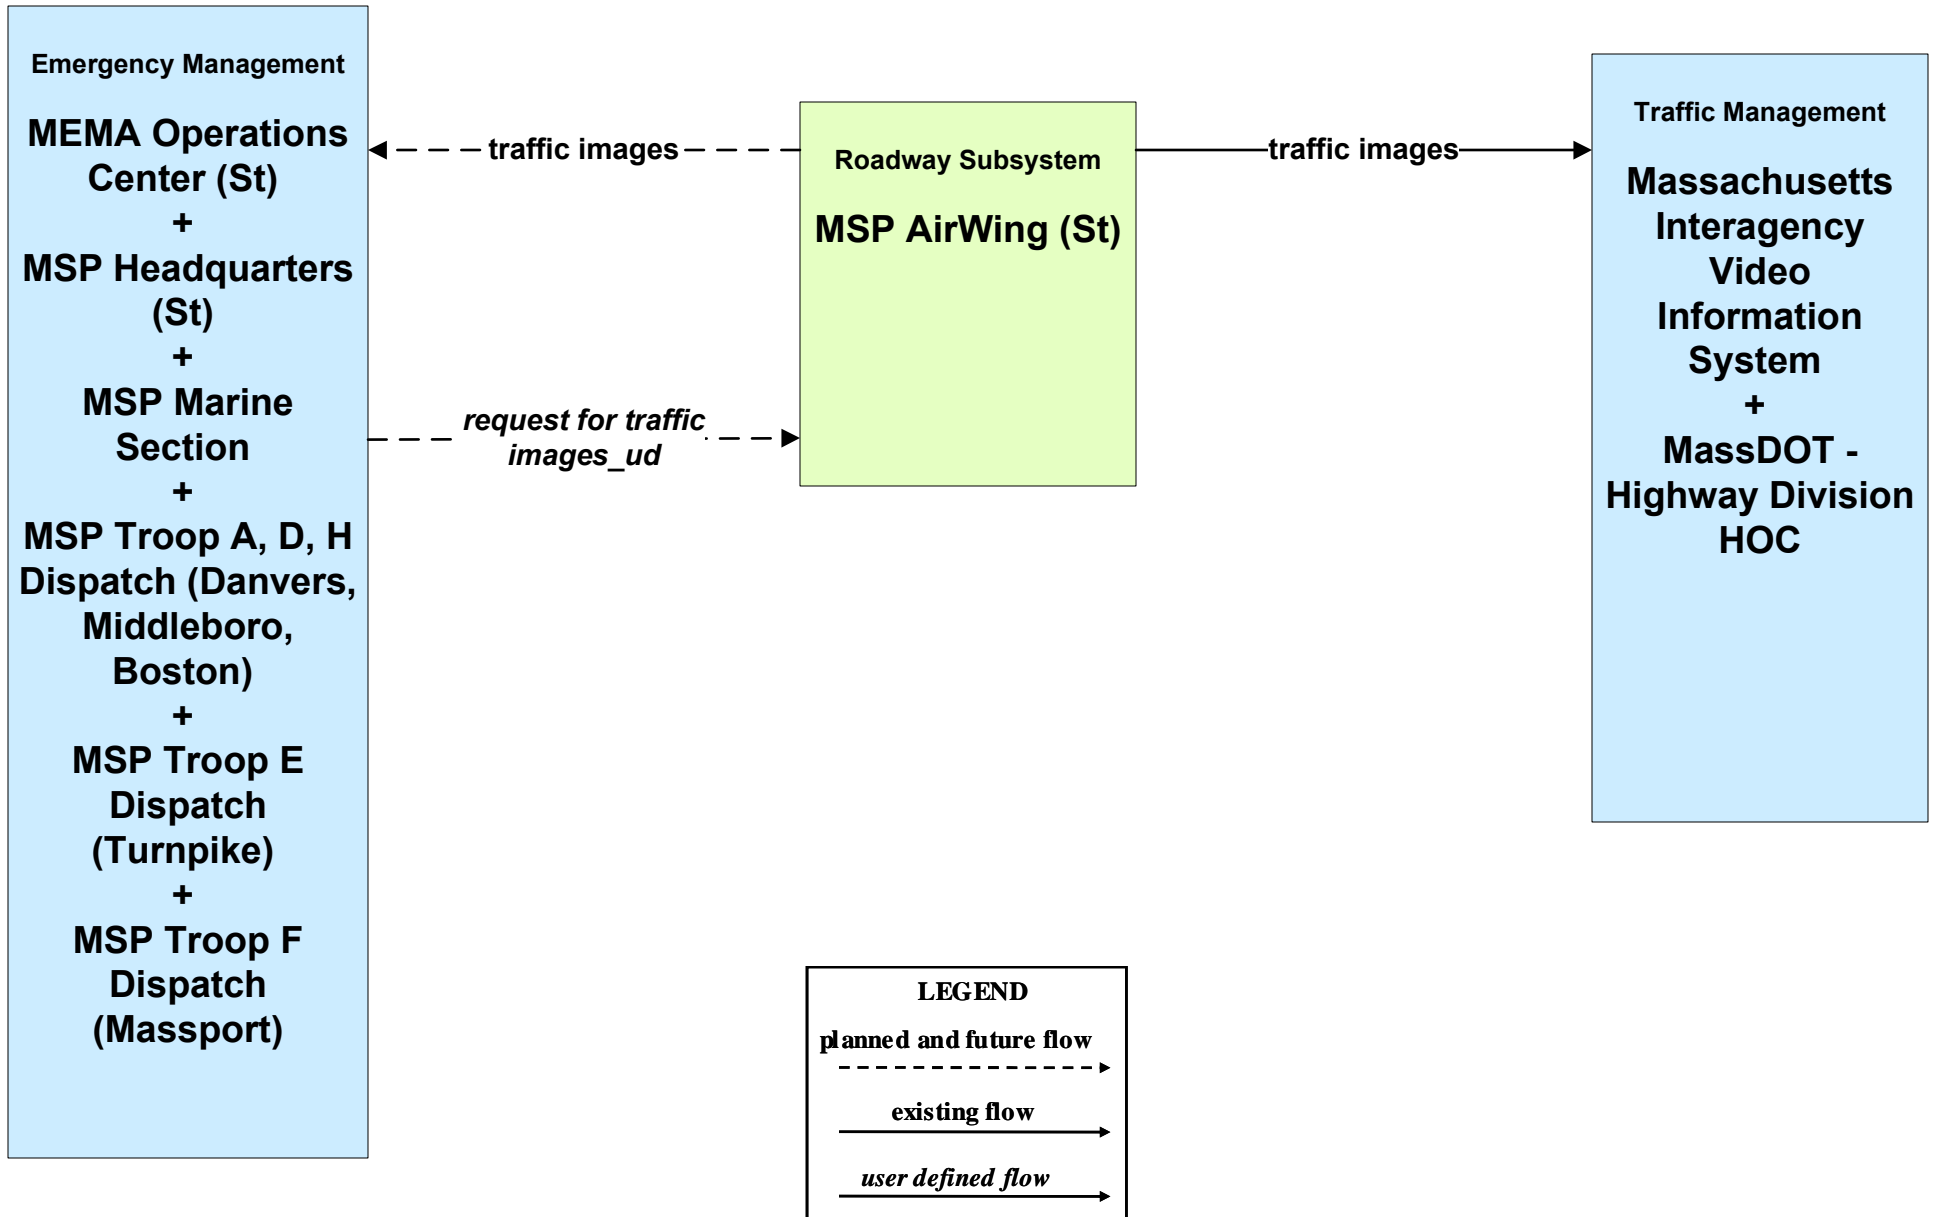 Emergency Management
MEMA Operations
Center (St)
+
MSP Headquarters
(St)
+
MSP Marine
Section
+
MSP Troop A, D, H
Dispatch (Danvers,
Middleboro,
Boston)
+
MSP Troop E
Dispatch
(Turnpike)
+
MSP Troop F
Dispatch
(Massport)
traffic images
request for traffic
images_ud
Roadway Subsystem
MSP AirWing (St)
traffic images
Traffic Management
Massachusetts
Interagency
Video
Information
System
+
MassDOT -
Highway Division
HOC
LEGEND
planned and future flow
existing flow
user defined flow